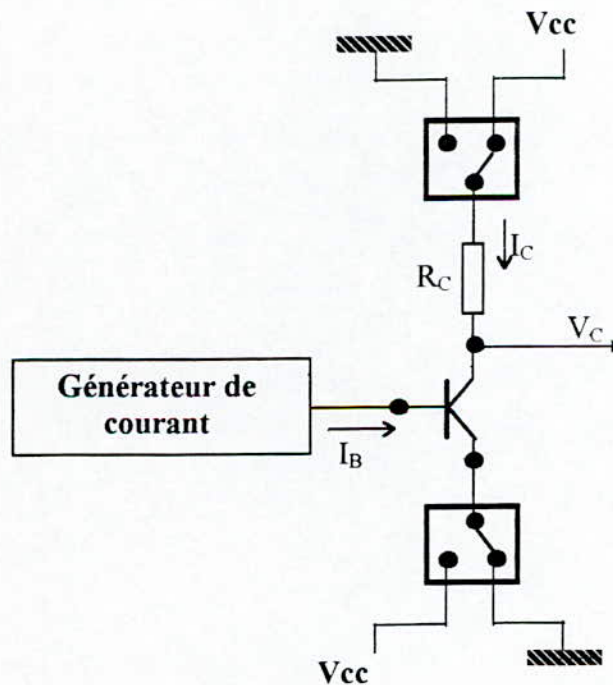 Vcc
I_C
R_C
V_C
Générateur de
courant
I_B
Vcc